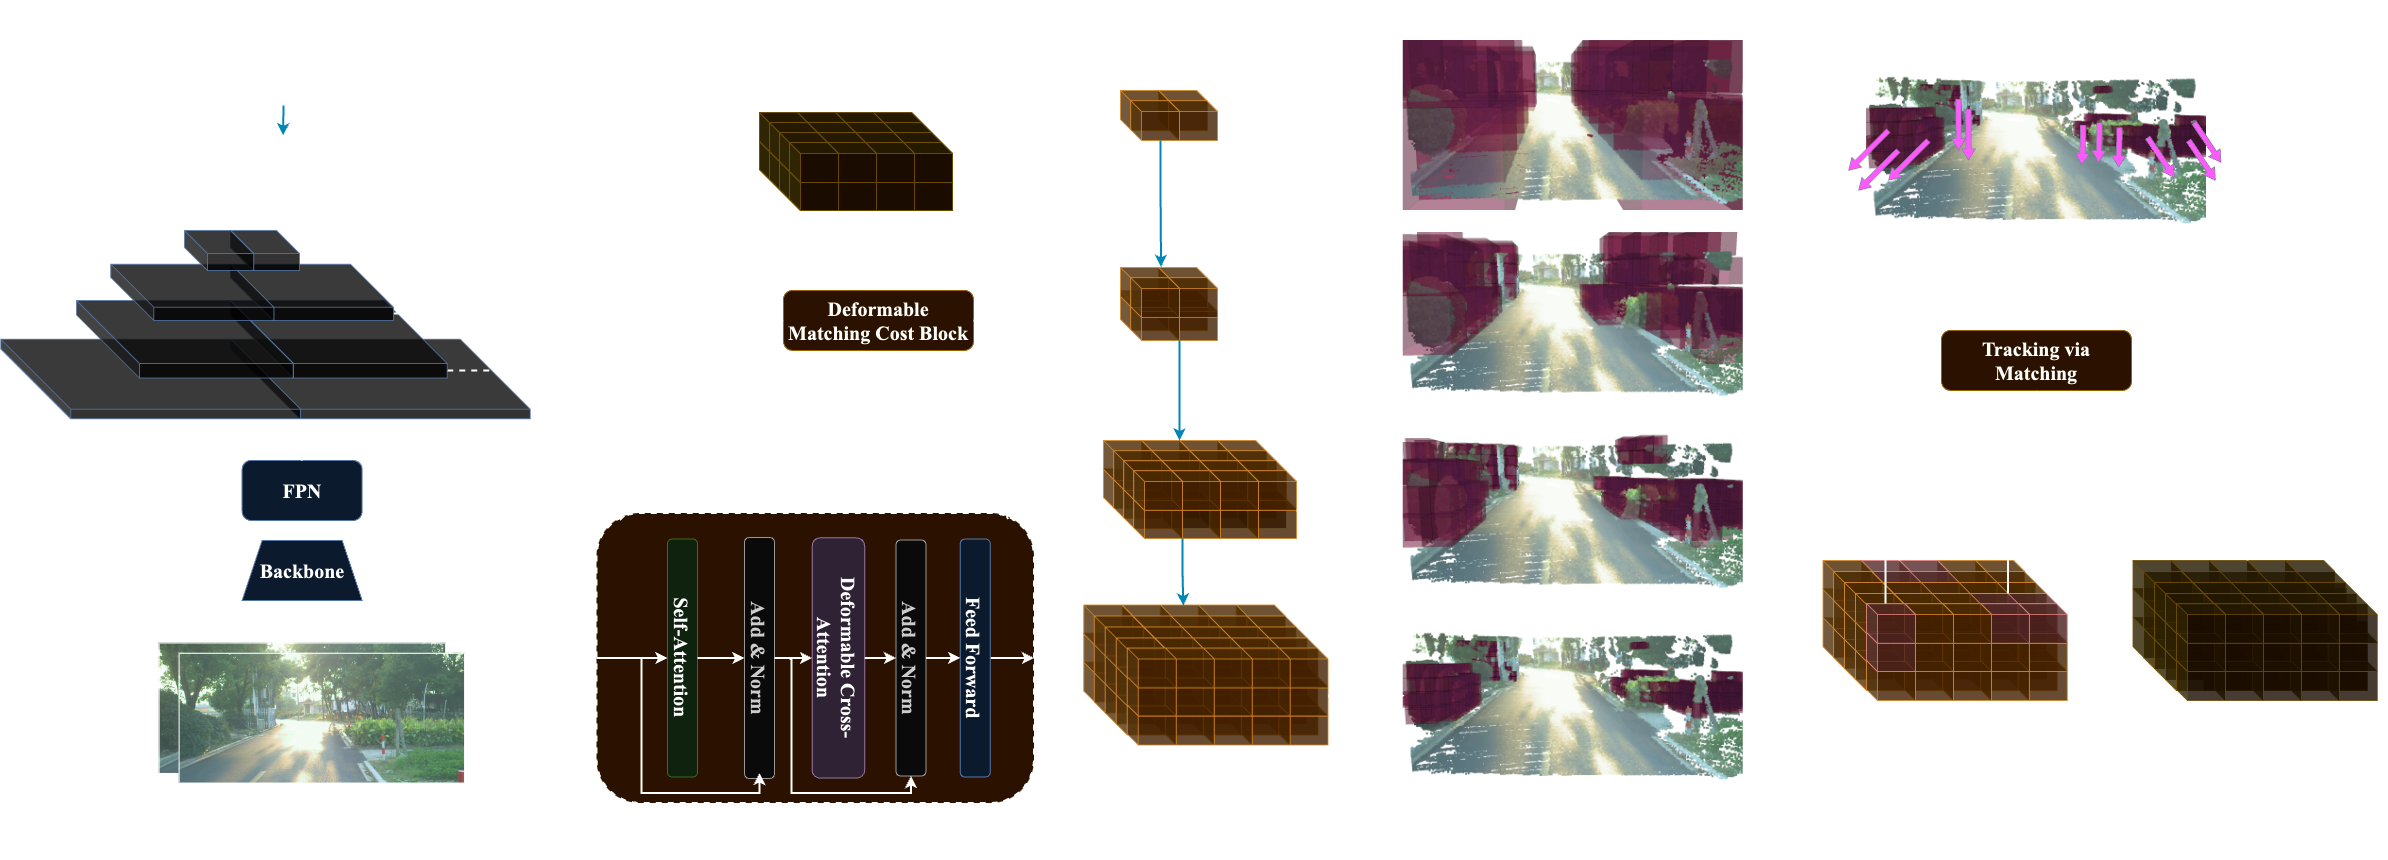 FPN
Backbone
Deformable
Matching Cost Block
Self-Attention
Add & Norm
Deformable Cross-
Attention
Add & Norm
Feed Forward
Tracking via
Matching